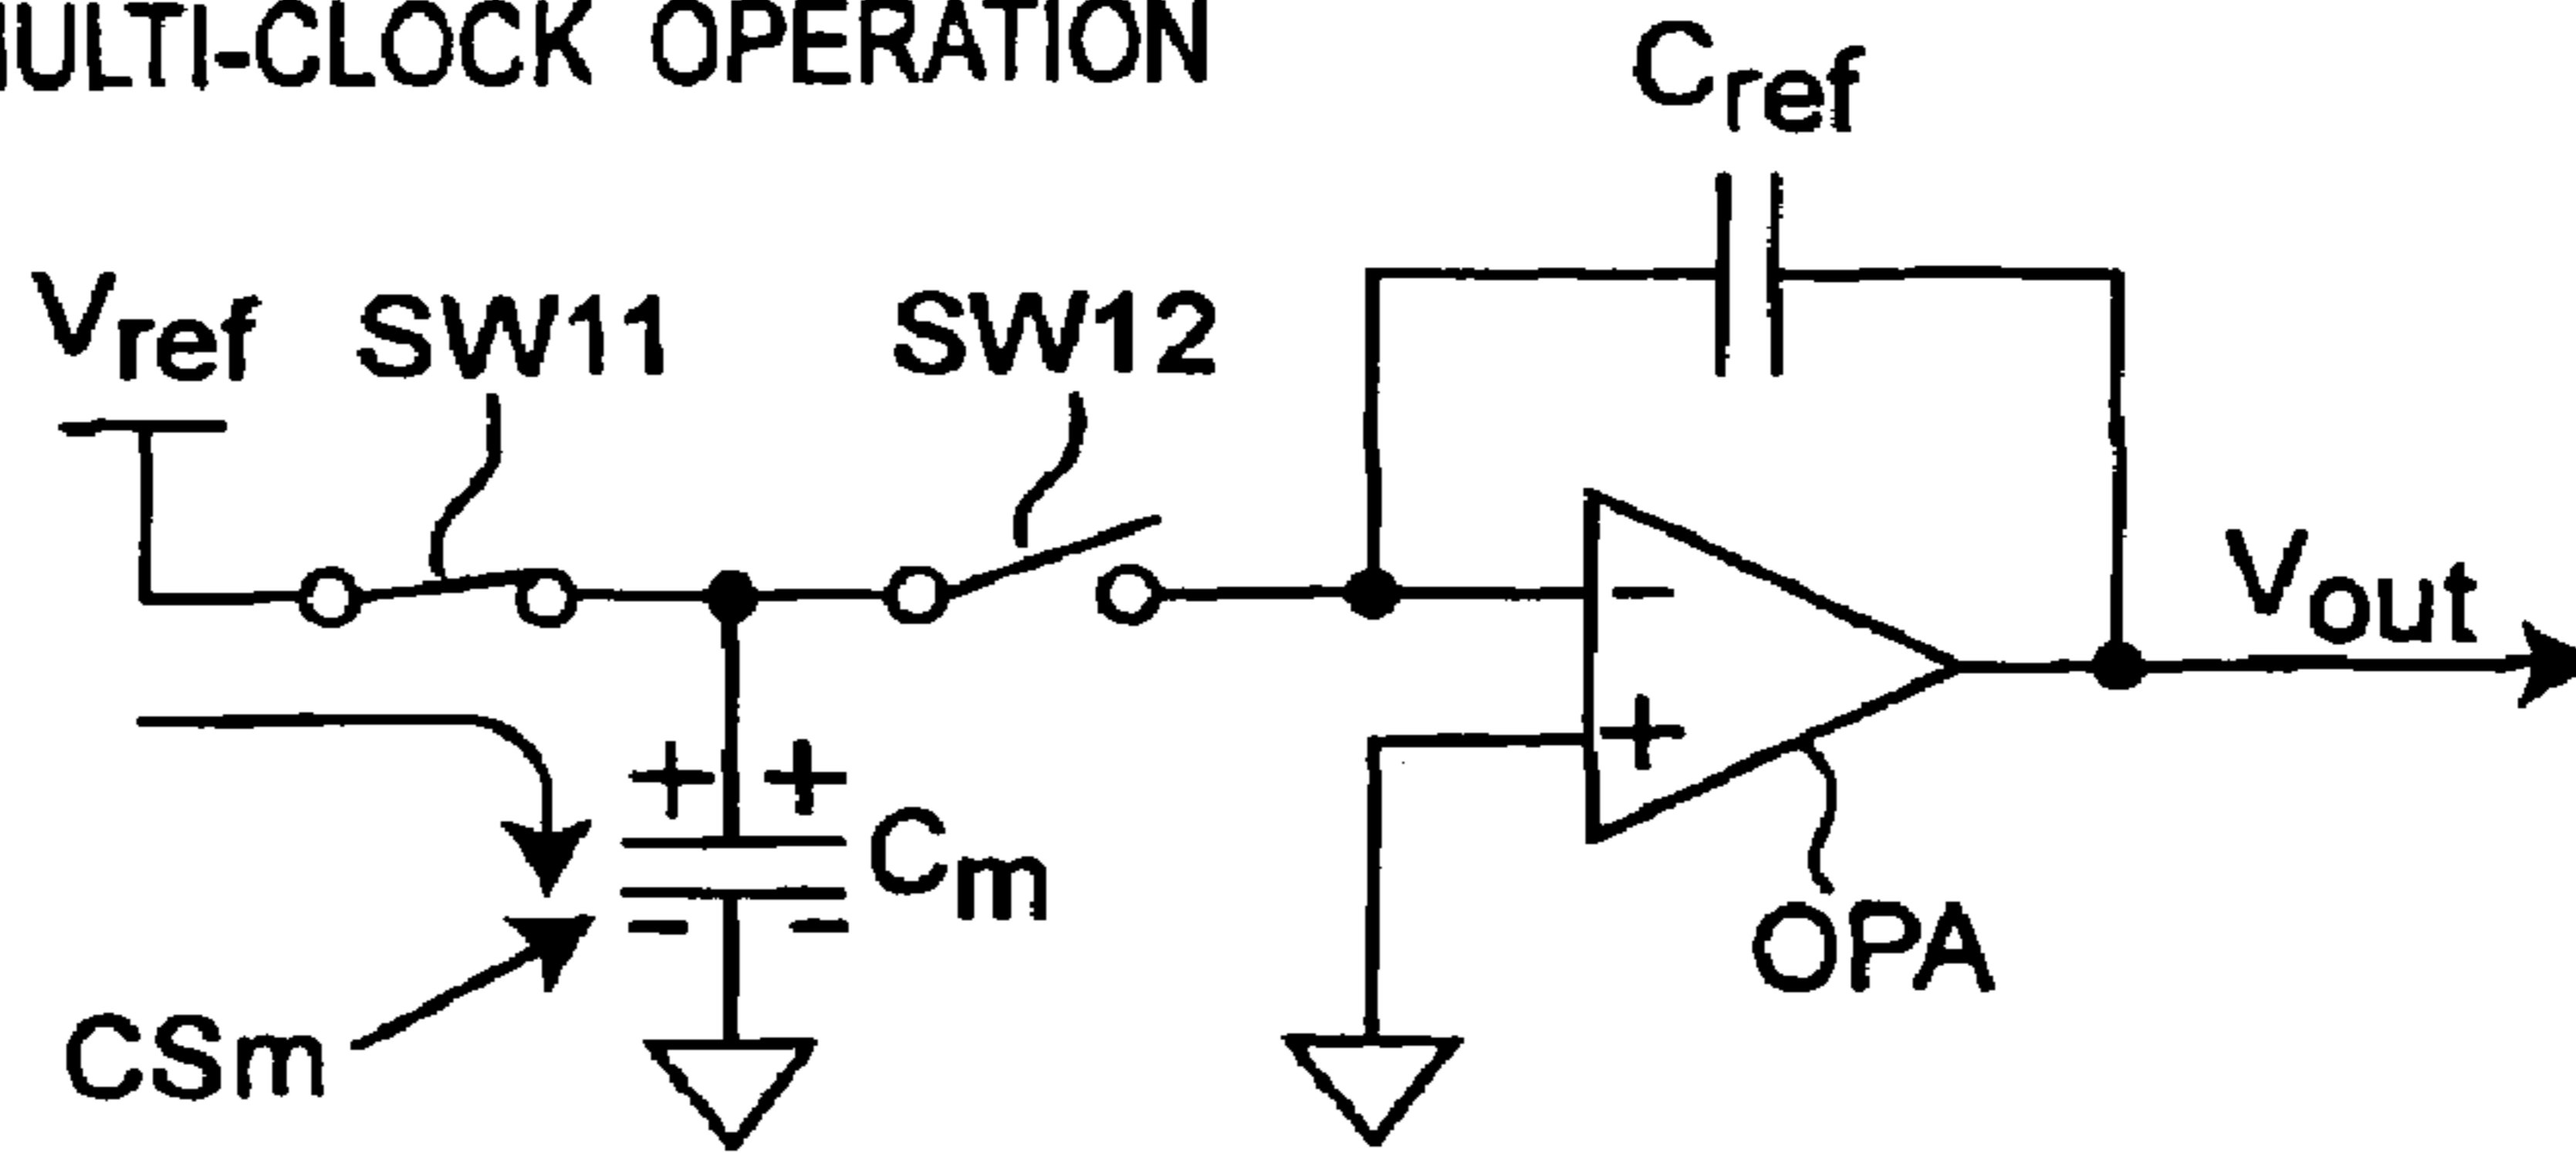 ULTI-CLOCK OPERATION
Cref
Vref
SW11
SW12
Vout
-
+
+ +
Cm
- -
OPA
CSm